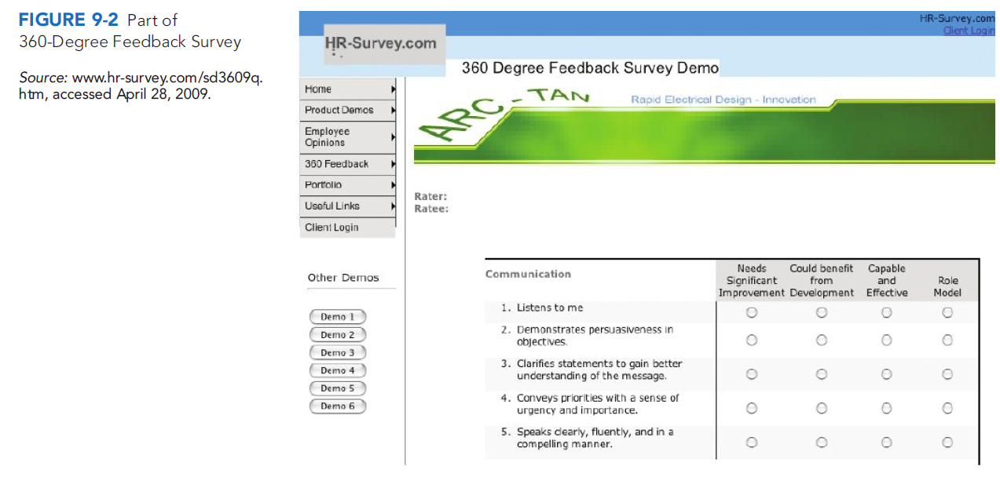 FIGURE 9-2 Part of
360-Degree Feedback Survey
Source: www.hr-survey.com/sd3609q.
htm, accessed April 28, 2009.
HR-Survey.com
Client Login
HR-Survey.com
360 Degree Feedback Survey Demo
Home
Product Demos
Employee
Opinions
360 Feedback
Portfolio
Useful Links
Client Login
Other Demos
Demo 1
Demo 2
Demo 3
Demo 4
Demo 5
Demo 6
ARC - TAN
Rapid Electrical Design - Innovation
Rater:
Ratee:
Communication
Needs
Significant
Improvement
Could benefit
from
Development
Capable
and
Effective
Role
Model
1. Listens to me
2. Demonstrates persuasiveness in
objectives.
3. Clarifies statements to gain better
understanding of the message.
4. Conveys priorities with a sense of
urgency and importance.
5. Speaks clearly, fluently, and in a
compelling manner.